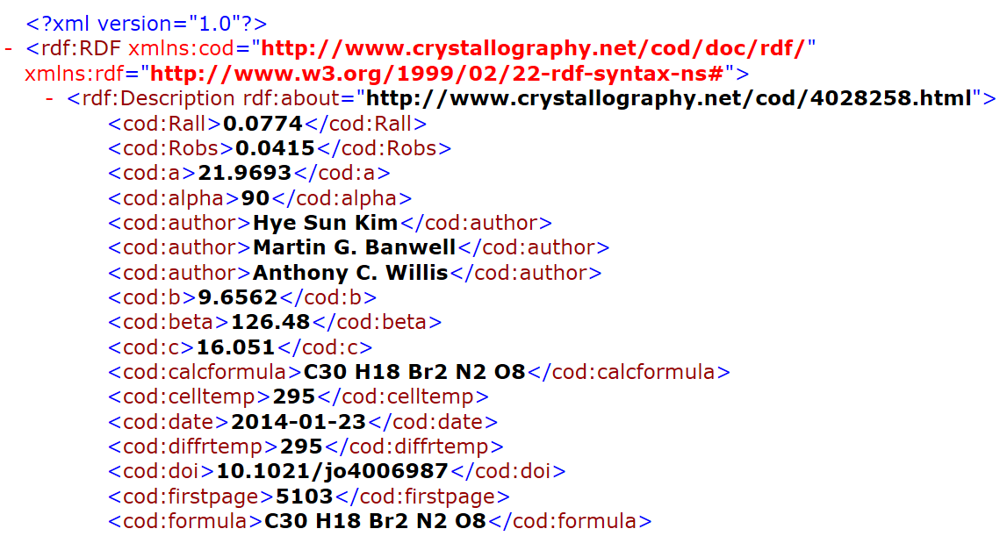 <?xml version="1.0"?>
- <rdf:RDF xmlns:cod="http://www.crystallography.net/cod/doc/rdf/"
xmlns:rdf="http://www.w3.org/1999/02/22-rdf-syntax-ns#">
- <rdf:Description rdf:about="http://www.crystallography.net/cod/4028258.html">
<cod:Rall>0.0774</cod:Rall>
<cod:Robs>0.0415</cod:Robs>
<cod:a>21.9693</cod:a>
<cod:alpha>90</cod:alpha>
<cod:author>Hye Sun Kim</cod:author>
<cod:author>Martin G. Banwell</cod:author>
<cod:author>Anthony C. Willis</cod:author>
<cod:b>9.6562</cod:b>
<cod:beta>126.48</cod:beta>
<cod:c>16.051</cod:c>
<cod:calcformula>C30 H18 Br2 N2 O8</cod:calcformula>
<cod:celltemp>295</cod:celltemp>
<cod:date>2014-01-23</cod:date>
<cod:diffrtemp>295</cod:diffrtemp>
<cod:doi>10.1021/jo4006987</cod:doi>
<cod:firstpage>5103</cod:firstpage>
<cod:formula>C30 H18 Br2 N2 O8</cod:formula>